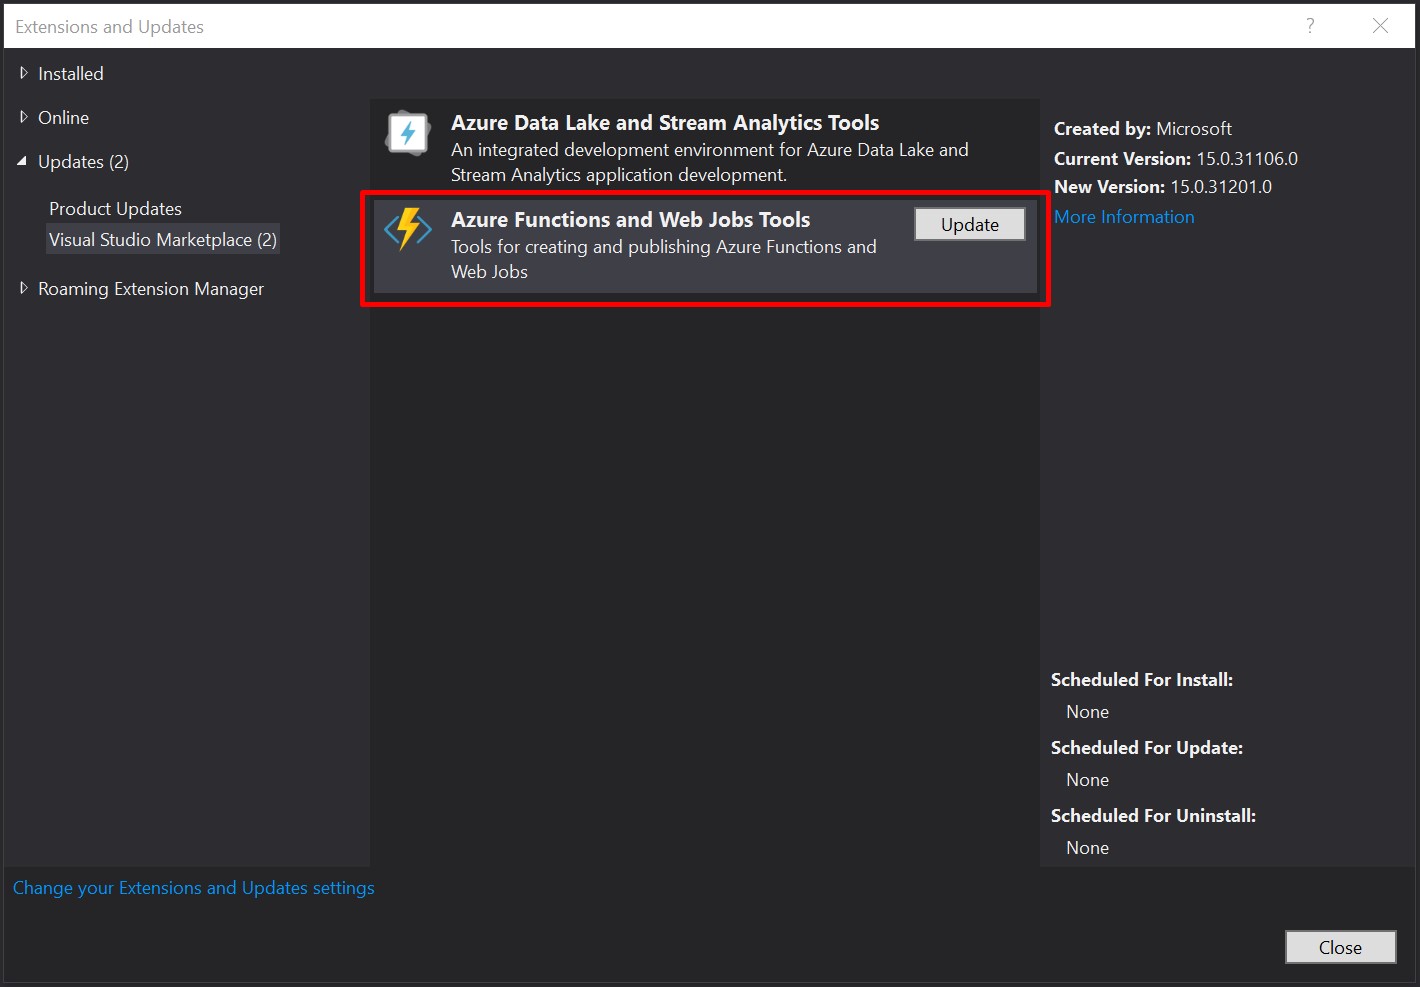 Extensions and Updates
?
Installed
Online
Updates (2)
Product Updates
Visual Studio Marketplace (2)
Roaming Extension Manager
Azure Data Lake and Stream Analytics Tools
An integrated development environment for Azure Data Lake and
Stream Analytics application development.
Azure Functions and Web Jobs Tools
Update
Tools for creating and publishing Azure Functions and
Web Jobs
Created by: Microsoft
Current Version: 15.0.31106.0
New Version: 15.0.31201.0
More Information
Scheduled For Install:
None
Scheduled For Update:
None
Scheduled For Uninstall:
None
Change your Extensions and Updates settings
Close